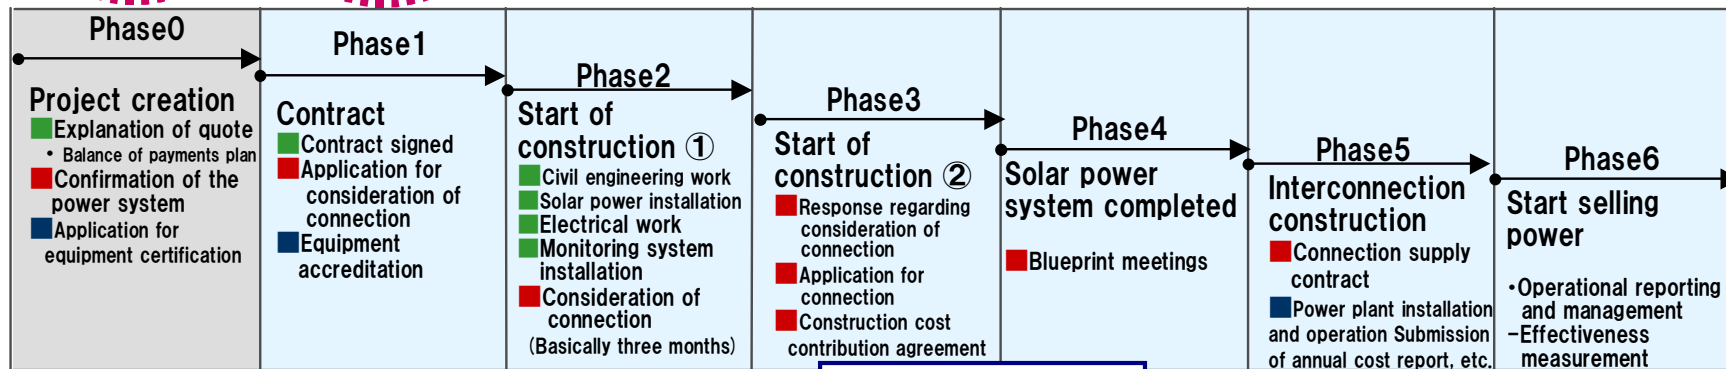 Phase0
Project creation
Explanation of quote
• Balance of payments plan
Confirmation of the
power system
Application for
equipment certification
Phase1
Contract
Contract signed
Application for
consideration of
connection
Equipment
accreditation
Phase2
Start of
construction ①
Civil engineering work
Solar power installation
Electrical work
Monitoring system
installation
Consideration of
connection
(Basically three months)
Phase3
Start of
construction ②
Response regarding
consideration of
connection
Application for
connection
Construction cost
contribution agreement
Phase4
Solar power
system completed
Blueprint meetings
Phase5
Interconnection
construction
Connection supply
contract
Power plant installation
and operation Submission
of annual cost report, etc.
Phase6
Start selling
power
・Operational reporting
and management
−Effectiveness
measurement